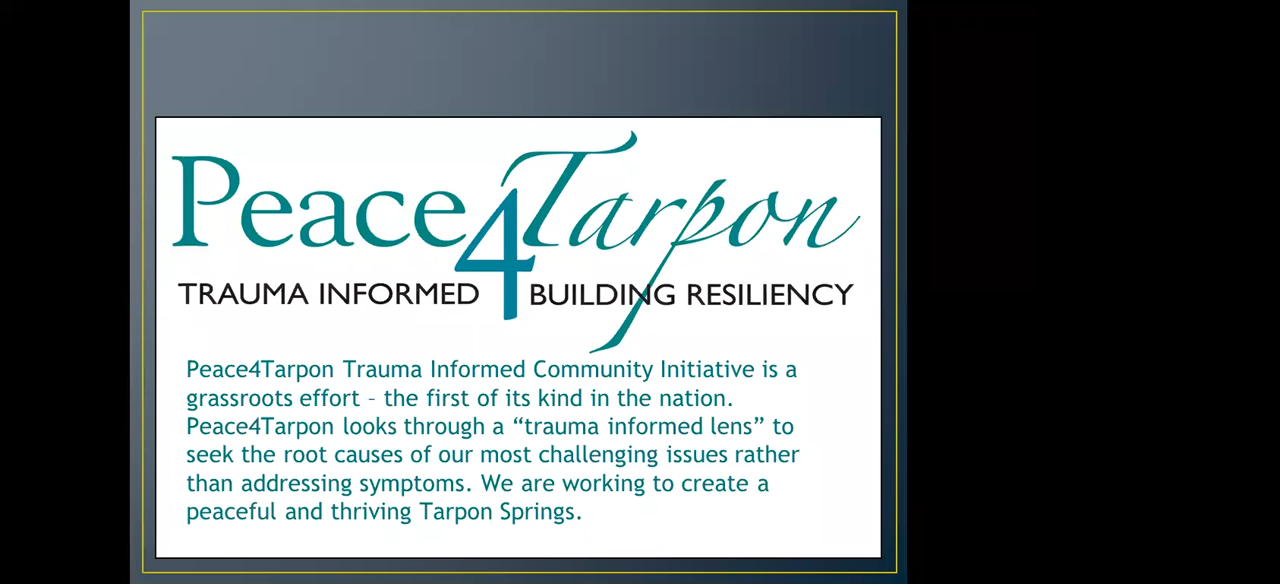 Peace4Tarpon
TRAUMA INFORMED BUILDING RESILIENCY
Peace4Tarpon Trauma Informed Community Initiative is a
grassroots effort – the first of its kind in the nation.
Peace4Tarpon looks through a “trauma informed lens” to
seek the root causes of our most challenging issues rather
than addressing symptoms. We are working to create a
peaceful and thriving Tarpon Springs.